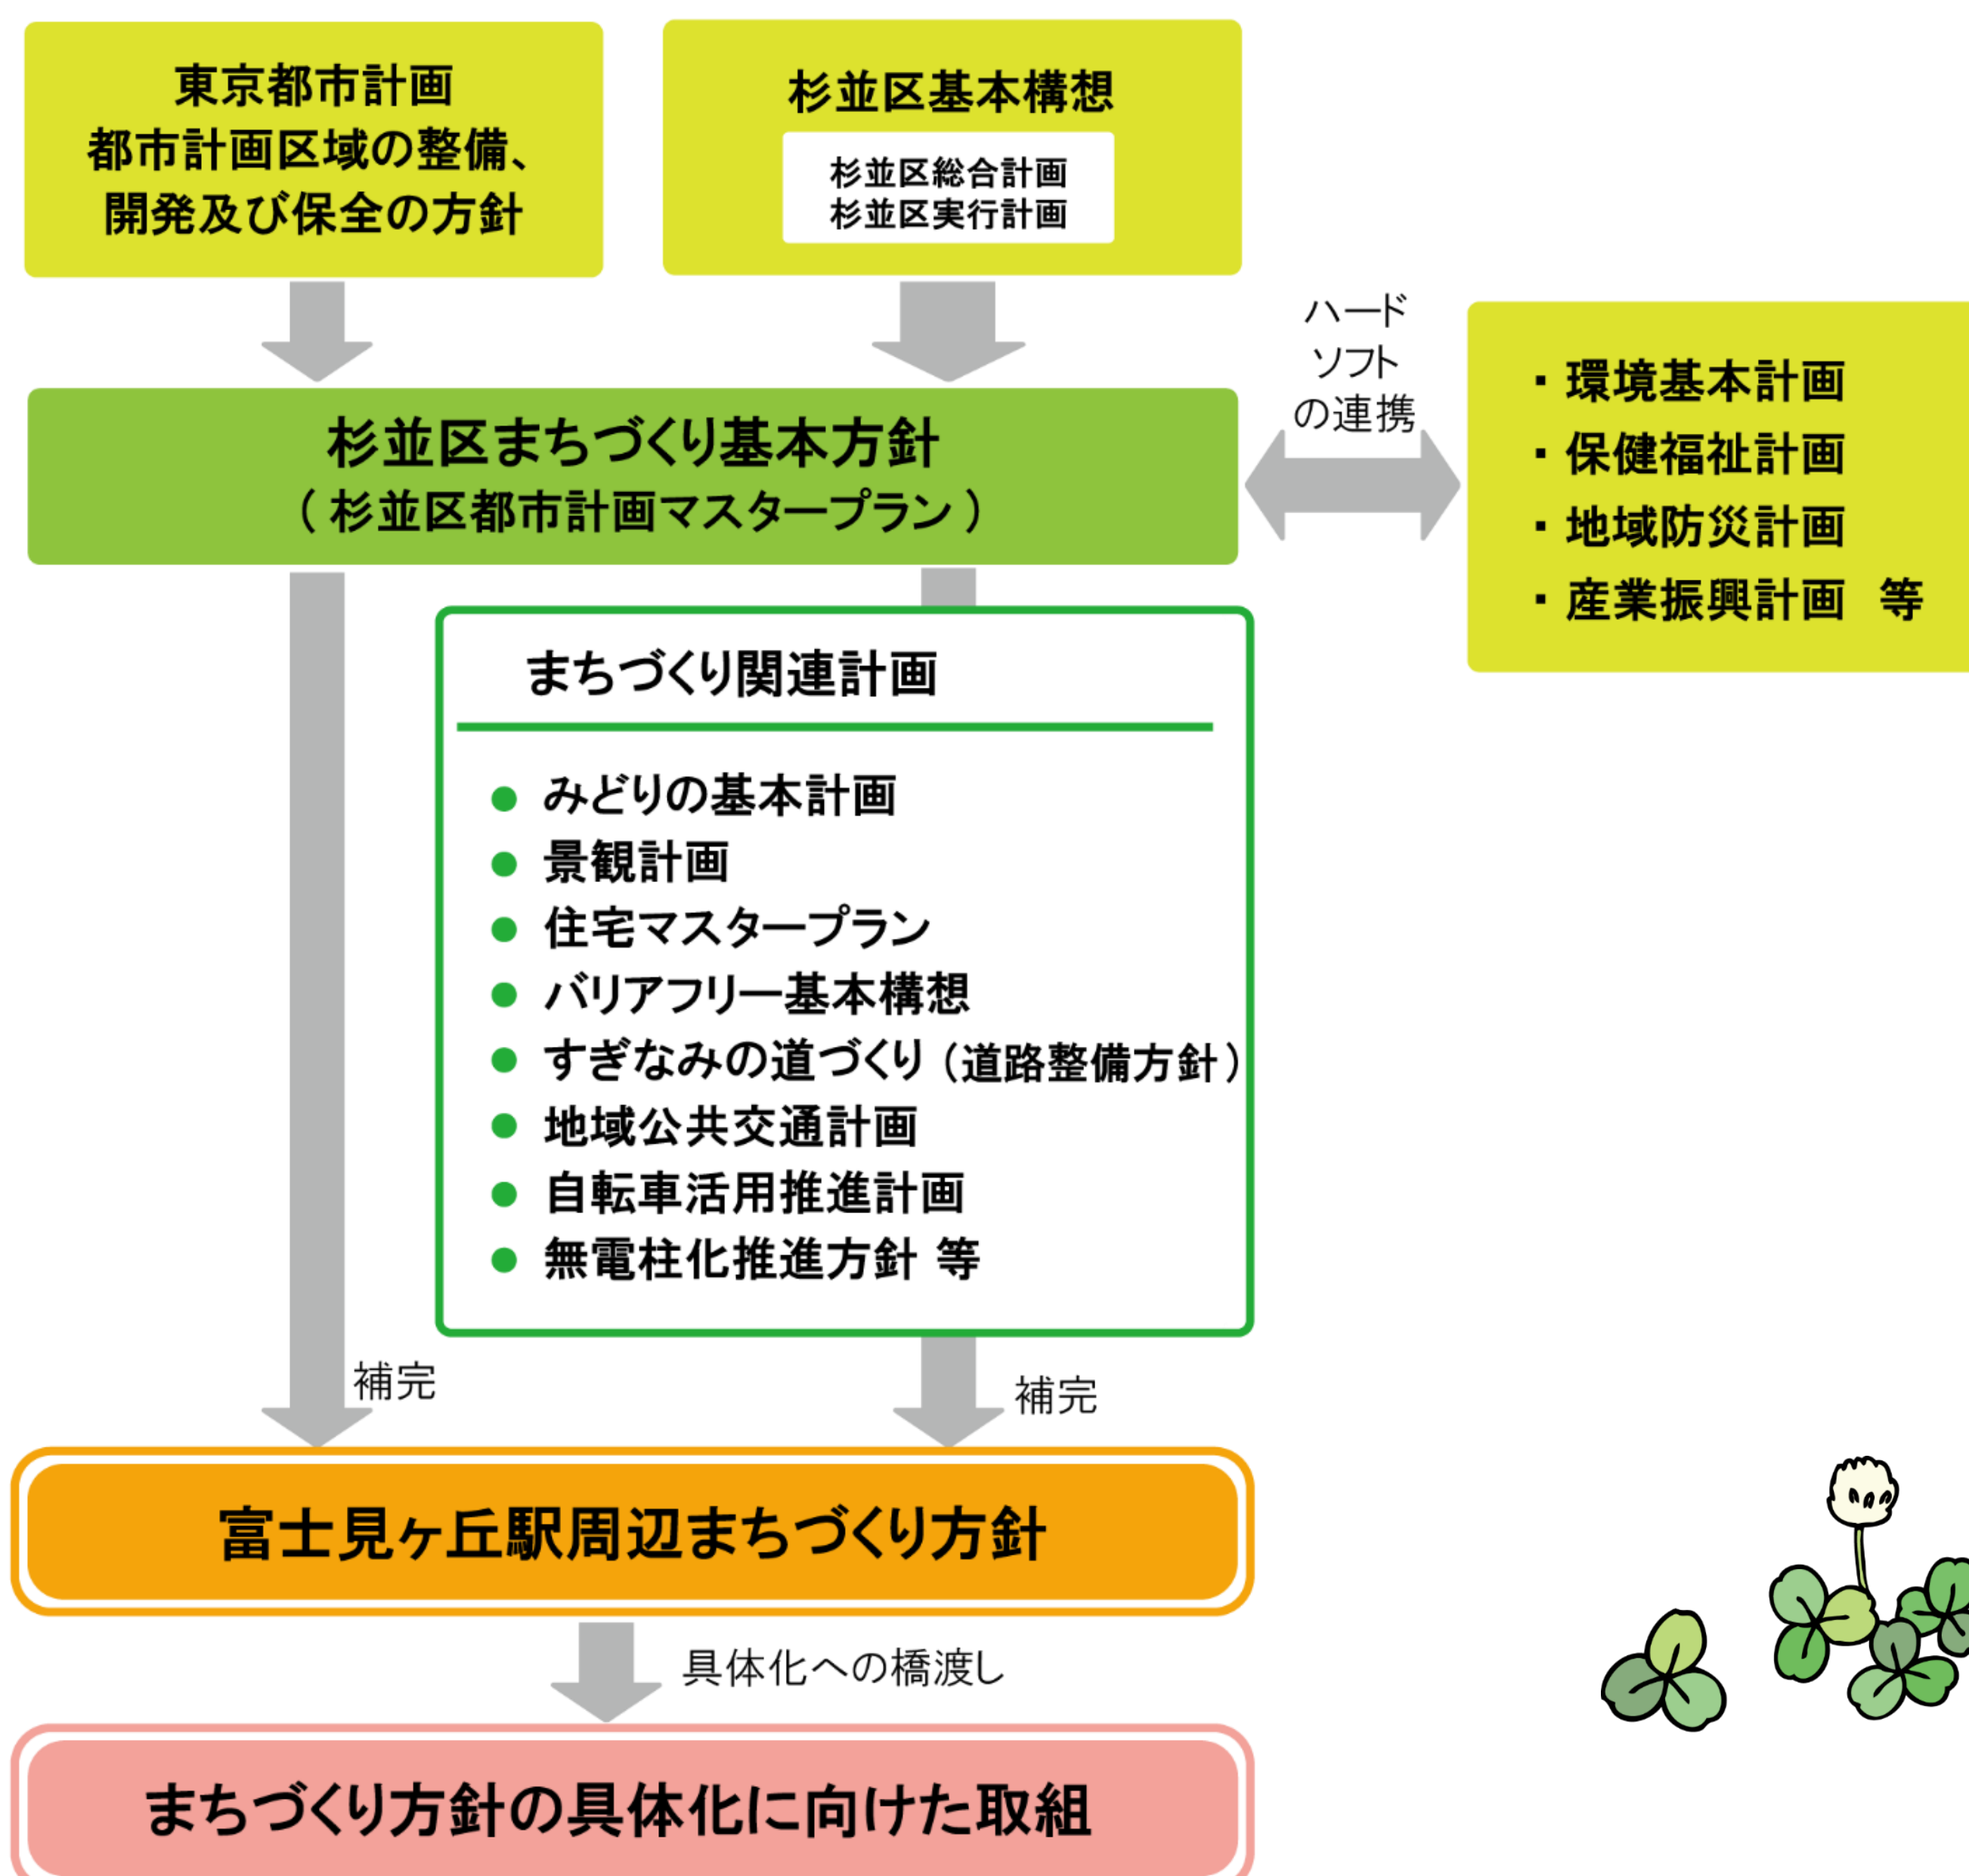 東京都市計画
都市計画区域の整備、
開発及び保全の方針
杉並区基本構想
杉並区総合計画
杉並区実行計画
杉並区まちづくり基本方針
（杉並区都市計画マスタープラン）
ハード
ソフト
の連携
・環境基本計画
・保健福祉計画
・地域防災計画
・産業振興計画　等
まちづくり関連計画
● みどりの基本計画
● 景観計画
● 住宅マスタープラン
● バリアフリー基本構想
● すぎなみの道づくり（道路整備方針）
● 地域公共交通計画
● 自転車活用推進計画
● 無電柱化推進方針 等
補完
補完
富士見ヶ丘駅周辺まちづくり方針
具体化への橋渡し
まちづくり方針の具体化に向けた取組